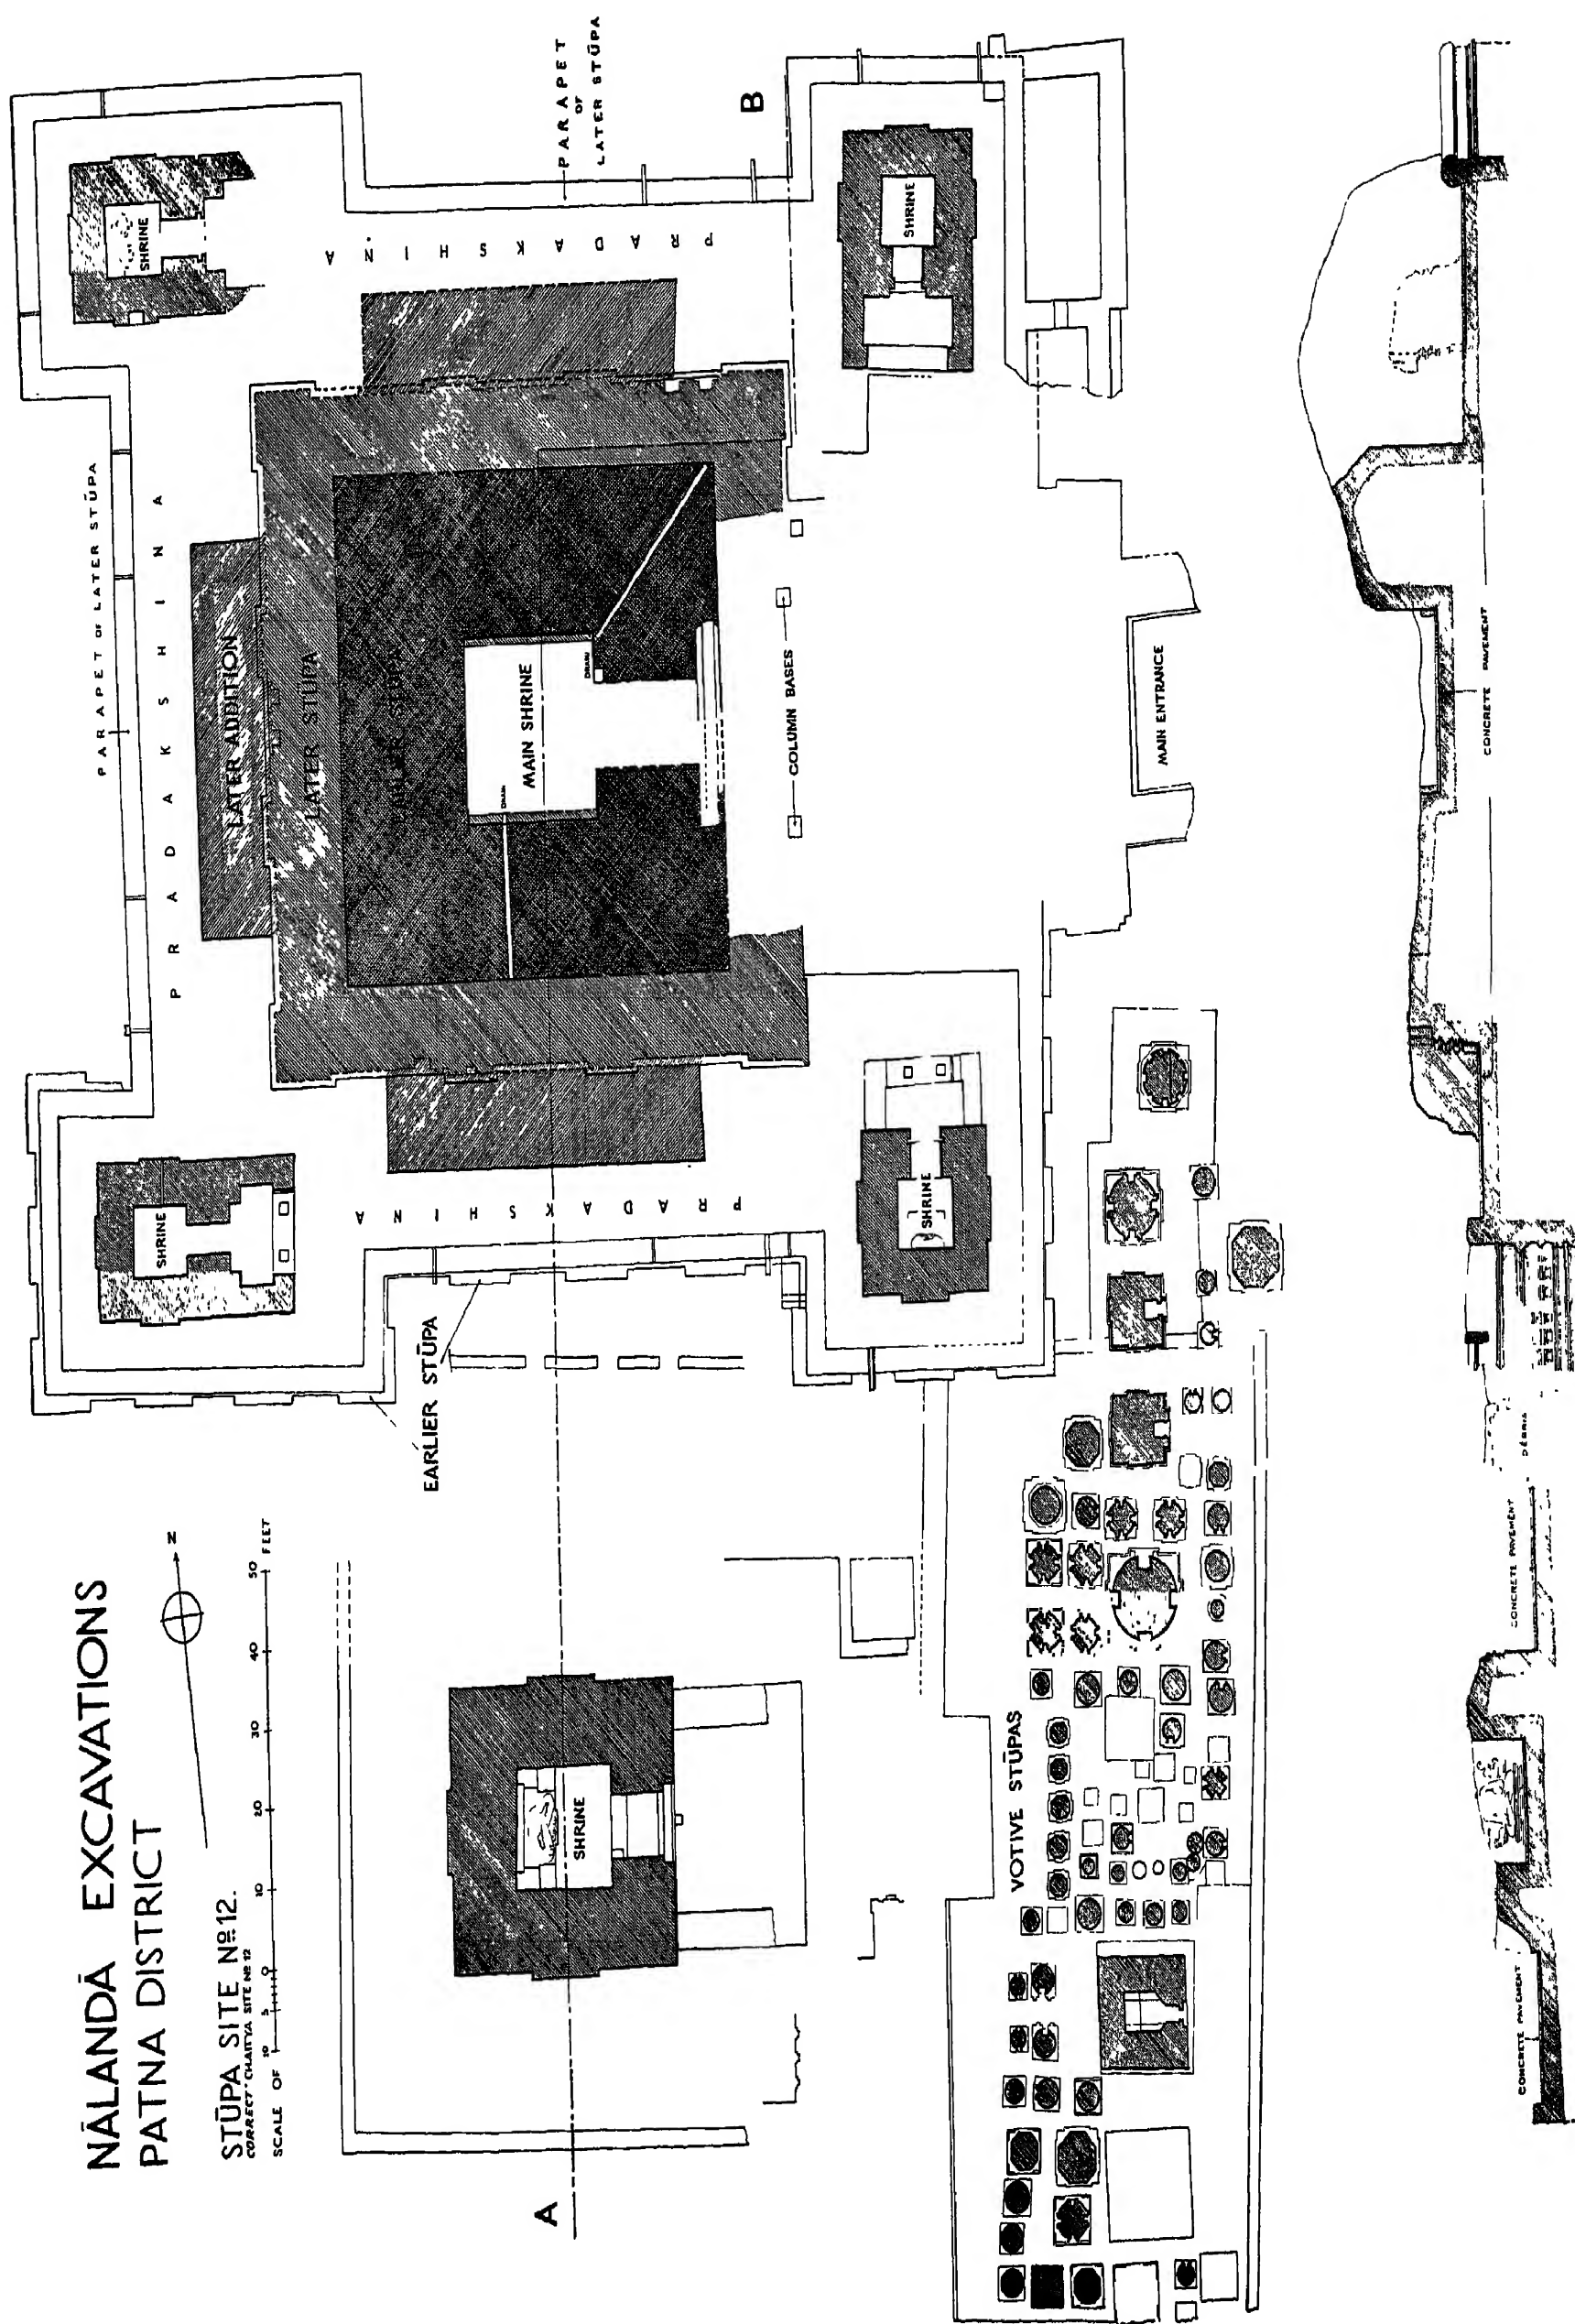 NĀLANDĀ EXCAVATIONS
PATNA DISTRICT
STŪPA SITE Nº 12.
CORRECT "CHAITYA SITE Nº 12
SCALE OF 10 5 0 10 20 30 40 50 FEET
N
A
B
PARAPET OF LATER STŪPA
PRADAKSHINA
LATER ADDITION
LATER STŪPA
MAIN SHRINE
DRAIN
DRAIN
COLUMN BASES
MAIN ENTRANCE
PARAPET
OF
LATER STŪPA
PRADAKSHINA
PRADAKSHINA
SHRINE
SHRINE
SHRINE
SHRINE
SHRINE
EARLIER STŪPA
VOTIVE STŪPAS
CONCRETE PAVEMENT
CONCRETE PAVEMENT
DÉBRIS
CONCRETE PAVEMENT